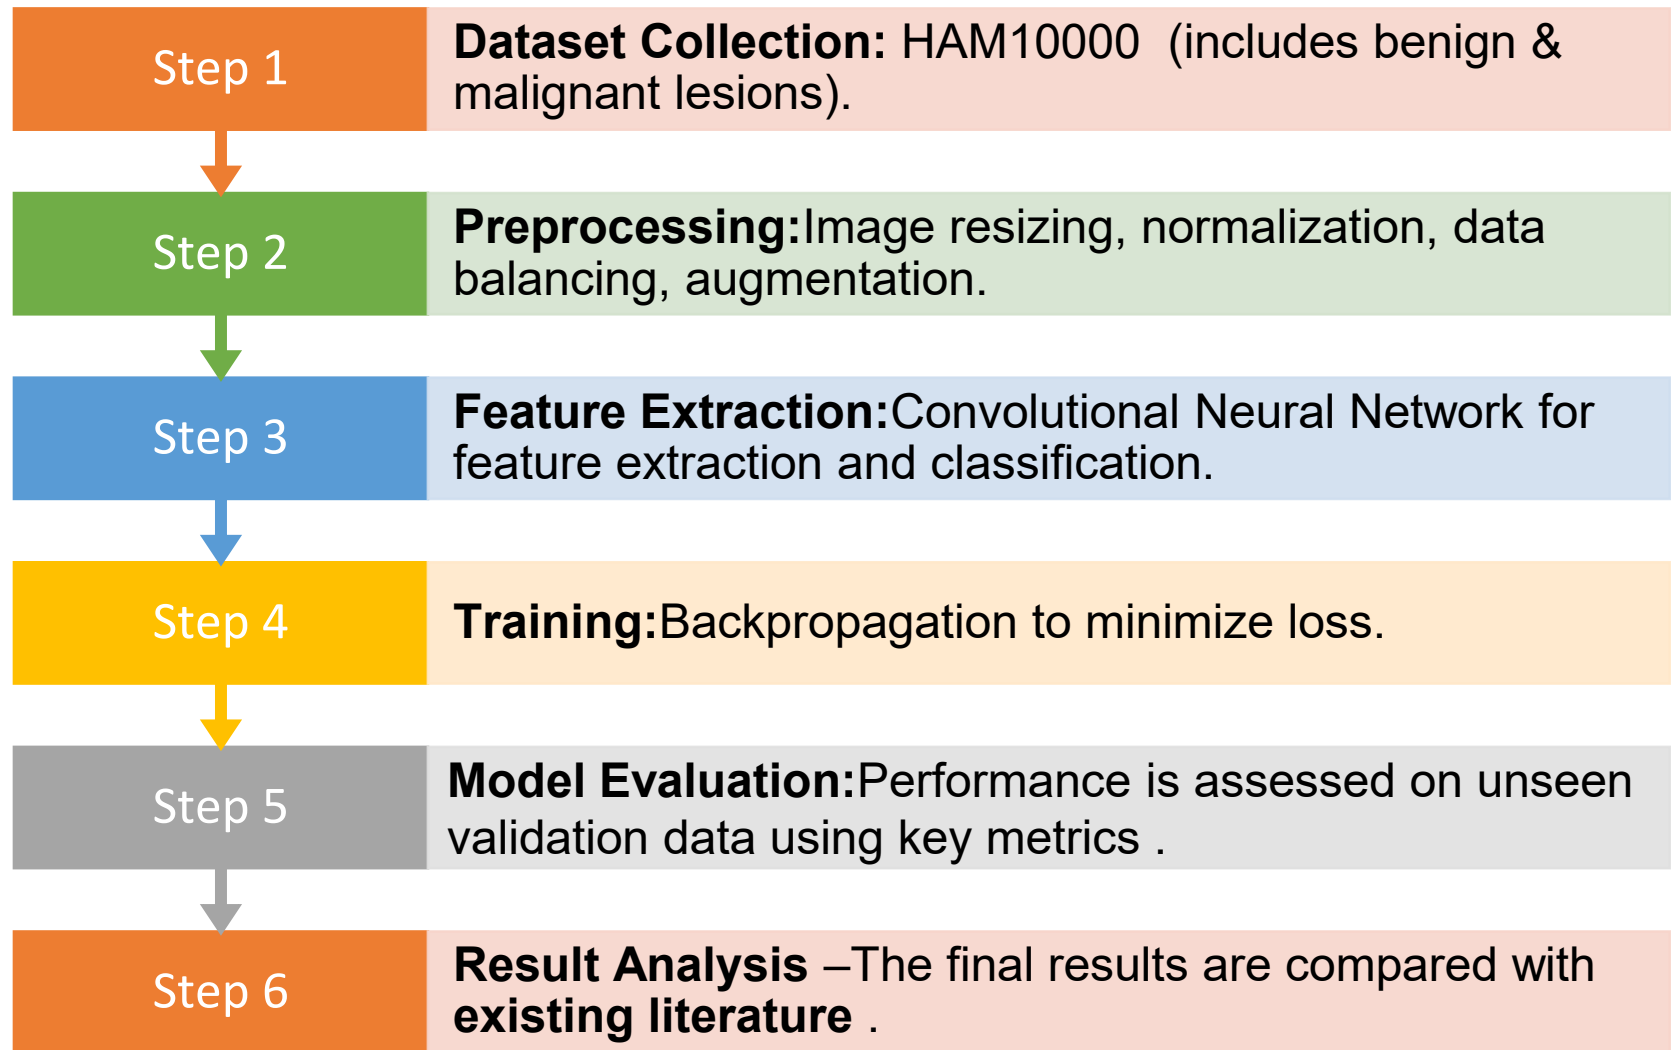 Step 1
Dataset Collection: HAM10000  (includes benign &
malignant lesions).
Step 2
Preprocessing:Image resizing, normalization, data
balancing, augmentation.
Step 3
Feature Extraction:Convolutional Neural Network for
feature extraction and classification.
Step 4
Training:Backpropagation to minimize loss.
Step 5
Model Evaluation:Performance is assessed on unseen
validation data using key metrics .
Step 6
Result Analysis –The final results are compared with
existing literature .